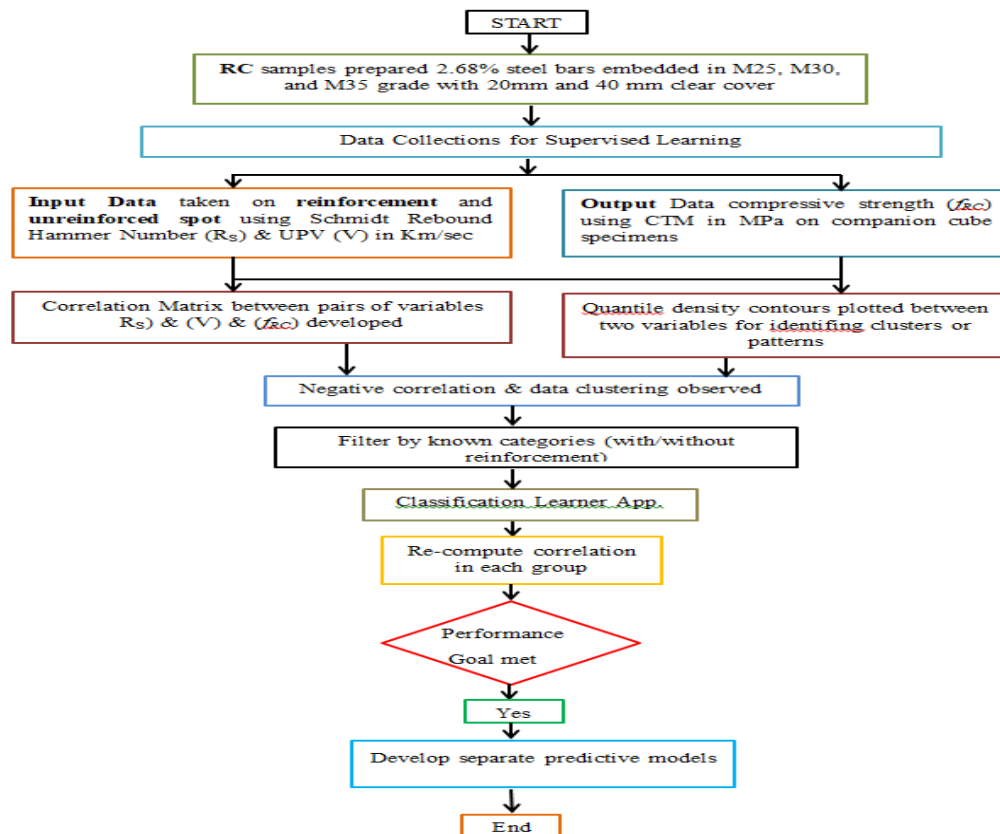 START
RC samples prepared 2.68% steel bars embedded in M25, M30,
and M35 grade with 20mm and 40 mm clear cover
Data Collections for Supervised Learning
Input Data taken on reinforcement and
unreinforced spot using Schmidt Rebound
Hammer Number (RS) & UPV (V) in Km/sec
Output Data compressive strength (fRC)
using CTM in MPa on companion cube
specimens
Correlation Matrix between pairs of variables
RS) & (V) & (fRC) developed
Quantile density contours plotted between
two variables for identifing clusters or
patterns
Negative correlation & data clustering observed
Filter by known categories (with/without
reinforcement)
Classification Learner App.
Re-compute correlation
in each group
Performance
Goal met
Yes
Develop separate predictive models
End